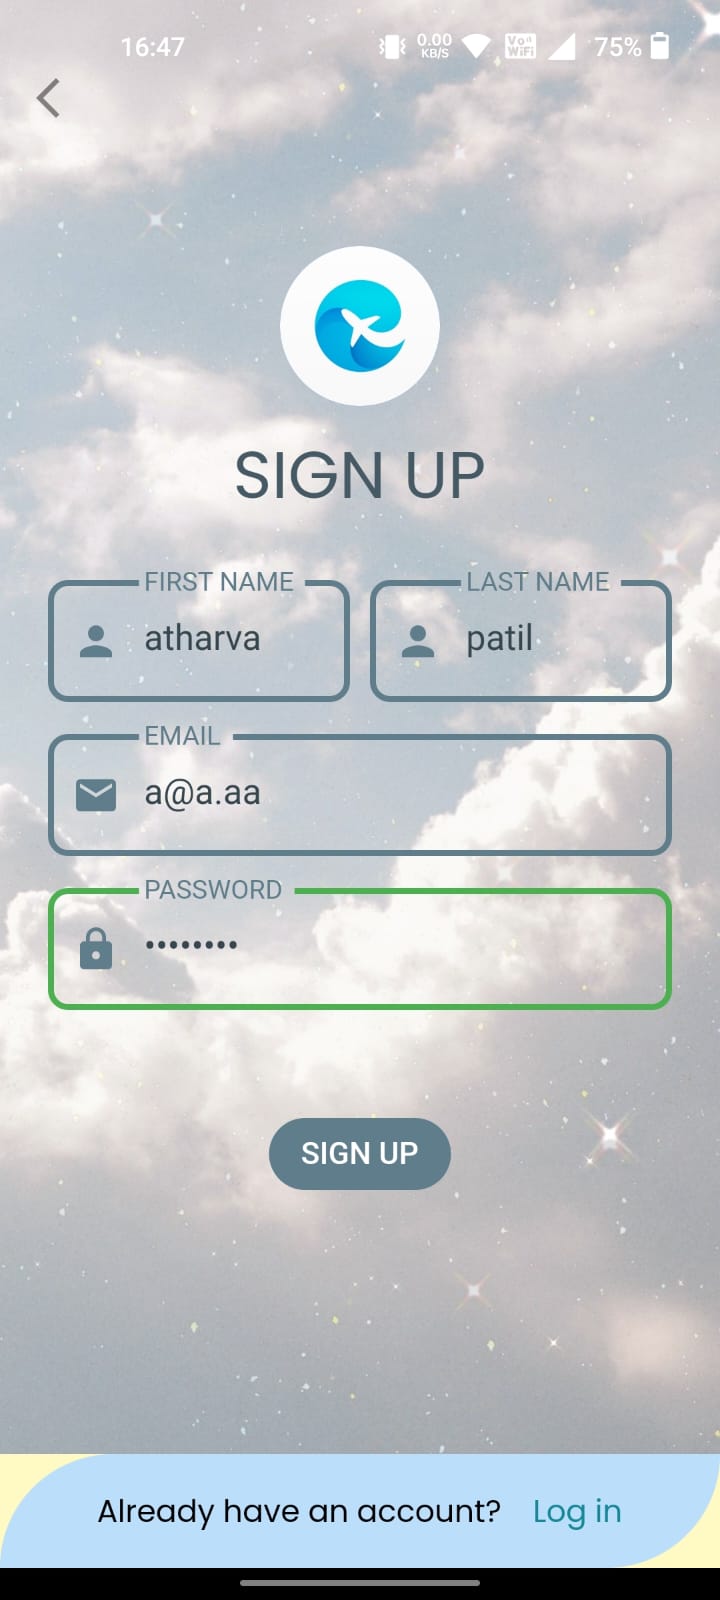 16:47 0.00 KB/S Vo WiFi 75%
SIGN UP
FIRST NAME LAST NAME
atharva patil
EMAIL
a@a.aa
PASSWORD
••••••••
SIGN UP
Already have an account? Log in